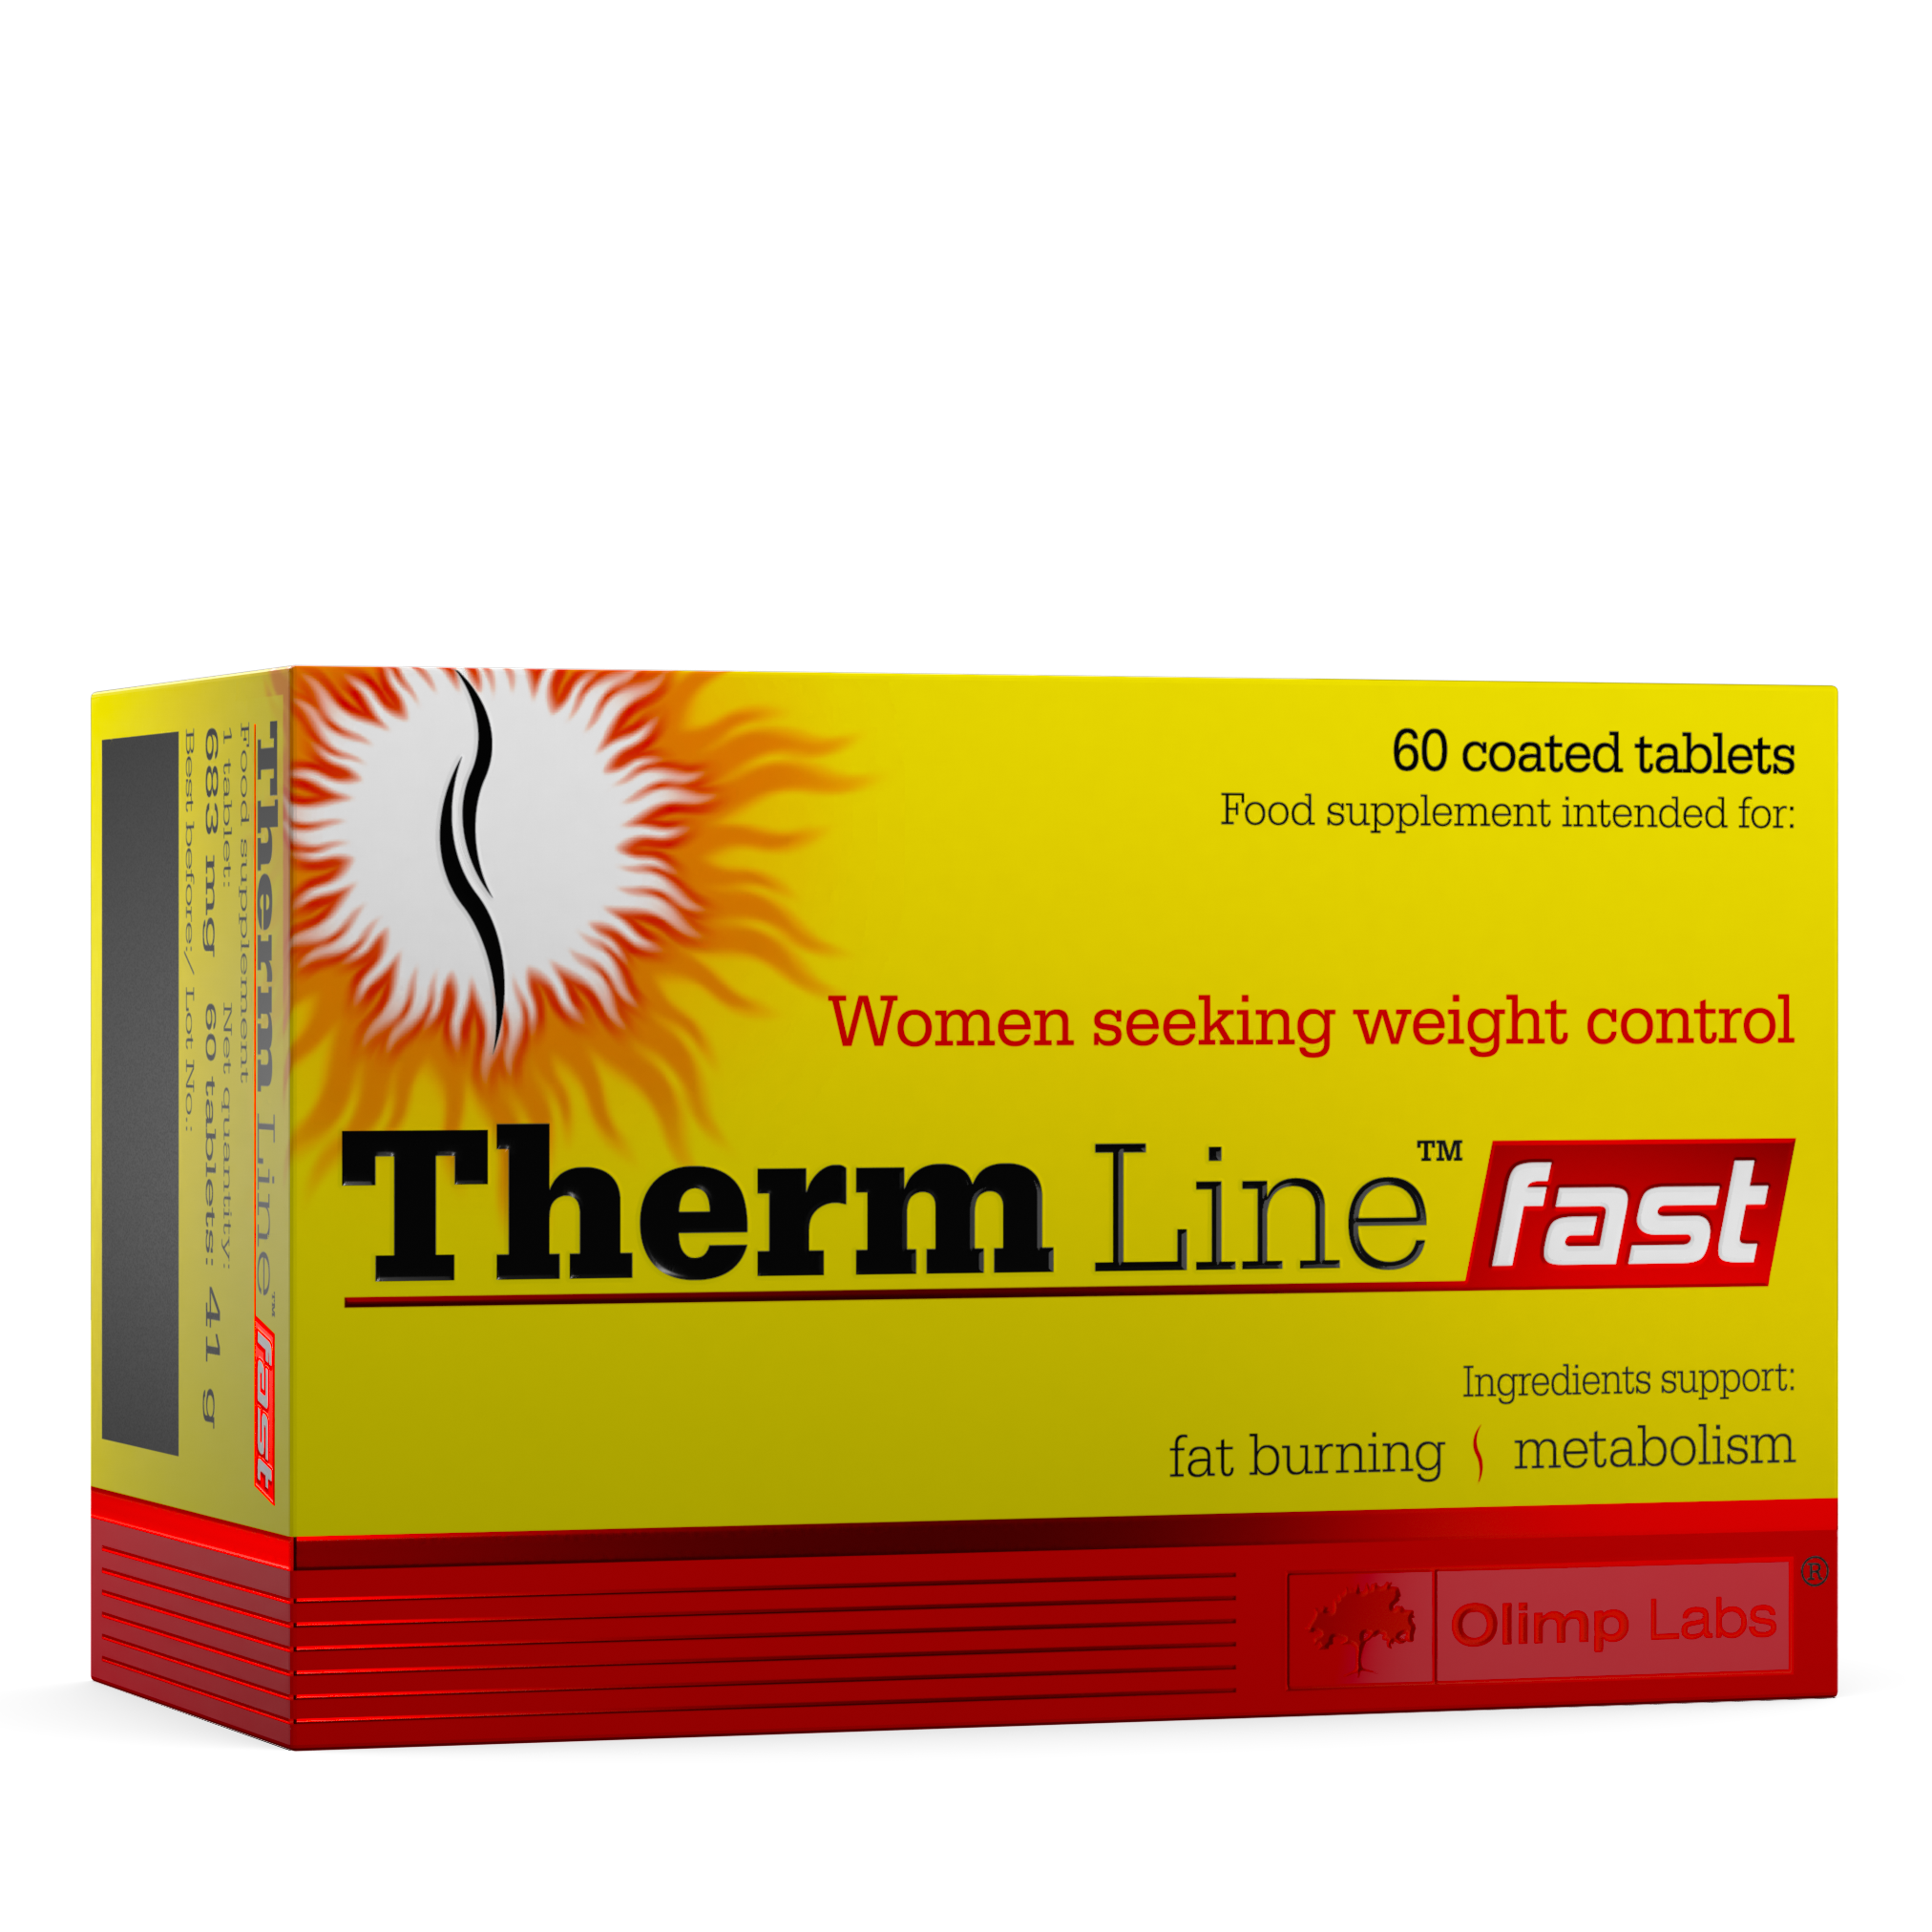 60 coated tablets
Food supplement intended for:
Women seeking weight control
Therm Line™ fast
Ingredients support:
fat burning metabolism
Olimp Labs®
Therm Line™ fast
Food supplement
1 tablet: Net quantity:
683 mg 60 tablets: 41 g
Best before:/ Lot No.: